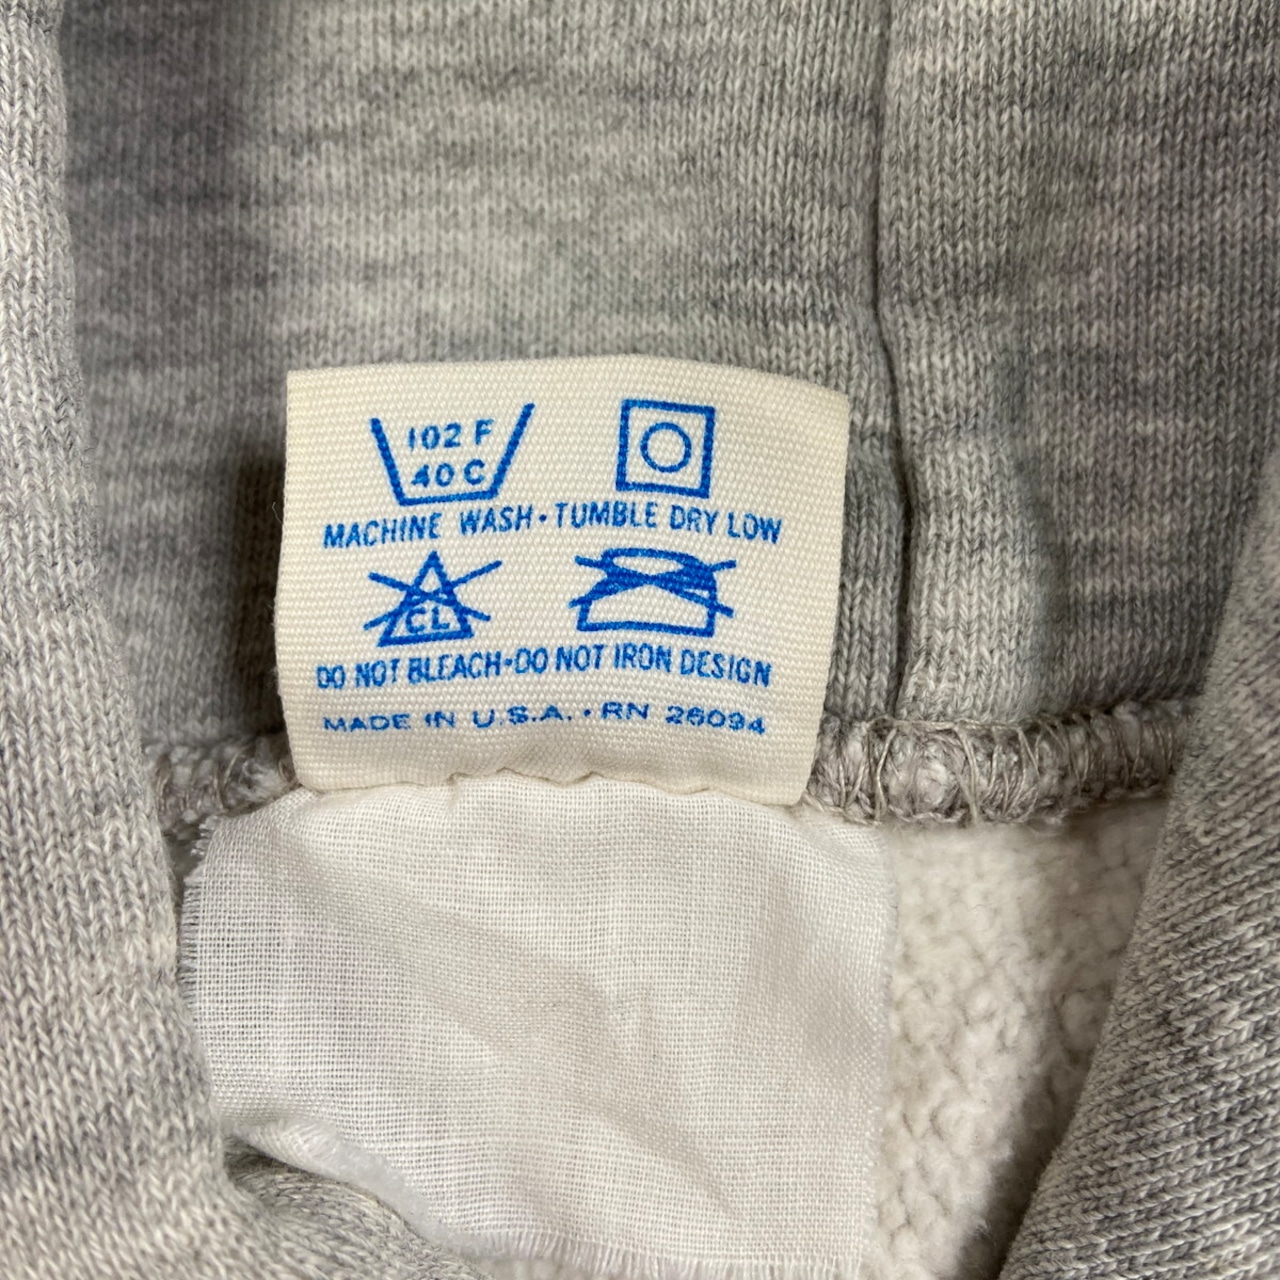 102 F
40 C
MACHINE WASH • TUMBLE DRY LOW
CL
DO NOT BLEACH • DO NOT IRON DESIGN
MADE IN U.S.A. • RN 26094